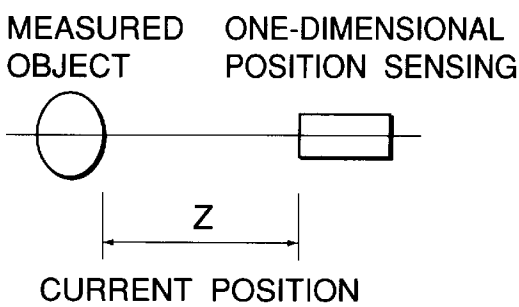 MEASURED OBJECT
ONE-DIMENSIONAL POSITION SENSING
Z
CURRENT POSITION